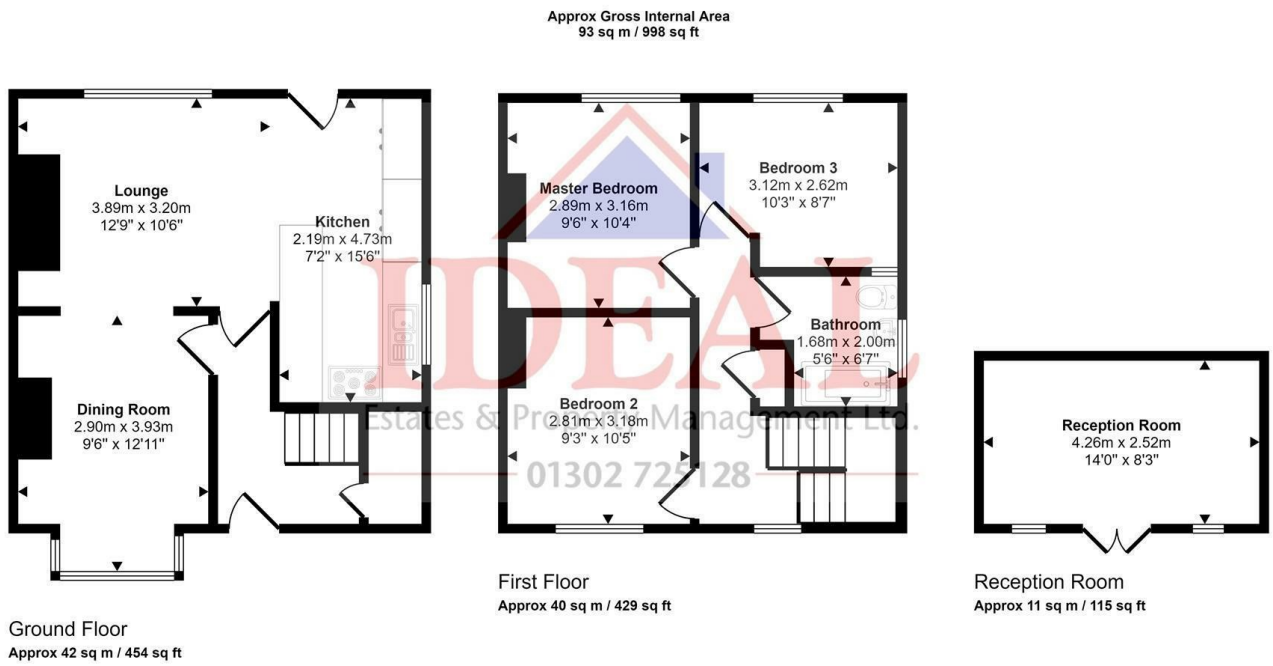 Approx Gross Internal Area
93 sq m / 998 sq ft
Lounge
3.89m x 3.20m
12'9" x 10'6"
Kitchen
2.19m x 4.73m
7'2" x 15'6"
Dining Room
2.90m x 3.93m
9'6" x 12'11"
Ground Floor
Approx 42 sq m / 454 sq ft
Master Bedroom
2.89m x 3.16m
9'6" x 10'4"
Bedroom 3
3.12m x 2.62m
10'3" x 8'7"
Bathroom
1.68m x 2.00m
5'6" x 6'7"
Bedroom 2
2.81m x 3.18m
9'3" x 10'5"
First Floor
Approx 40 sq m / 429 sq ft
Reception Room
4.26m x 2.52m
14'0" x 8'3"
Reception Room
Approx 11 sq m / 115 sq ft
IDEAL
Estates & Property Management Ltd.
01302 725128